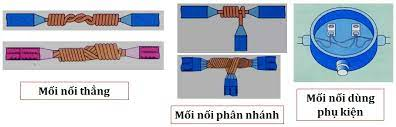 Mối nối thẳng
Mối nối phân nhánh
Mối nối dùng
phụ kiện